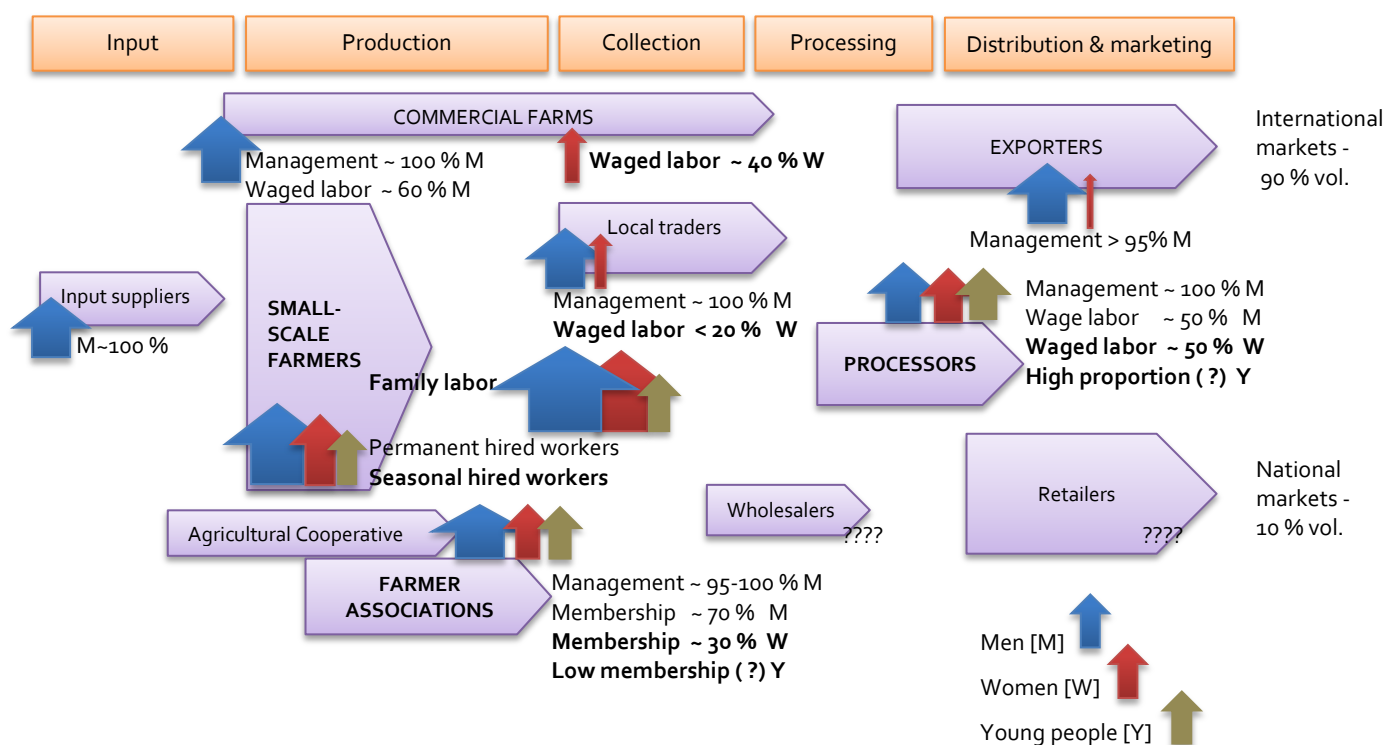 Input
Production
Collection
Processing
Distribution & marketing
COMMERCIAL FARMS
Management ~ 100 % M
Waged labor ~ 60 % M
Waged labor ~ 40 % W
EXPORTERS
Management > 95% M
International
markets -
90 % vol.
Input suppliers
M~100 %
SMALL-
SCALE
FARMERS
Family labor
Permanent hired workers
Seasonal hired workers
Local traders
Management ~ 100 % M
Waged labor < 20 % W
PROCESSORS
Management ~ 100 % M
Wage labor ~ 50 % M
Waged labor ~ 50 % W
High proportion ( ?) Y
Agricultural Cooperative
FARMER
ASSOCIATIONS
Management ~ 95-100 % M
Membership ~ 70 % M
Membership ~ 30 % W
Low membership ( ?) Y
Wholesalers
????
Retailers
????
National
markets -
10 % vol.
Men [M]
Women [W]
Young people [Y]